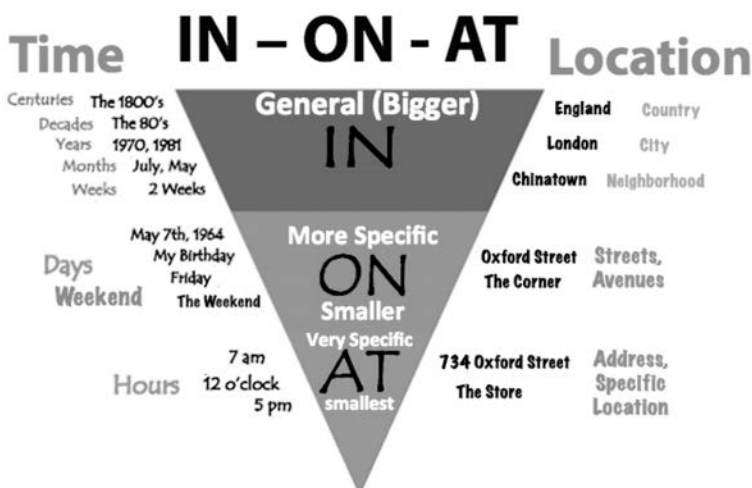 IN – ON - AT
Time
Location
Centuries The 1800's
Decades The 80's
Years 1970, 1981
Months July, May
Weeks 2 Weeks
General (Bigger)
IN
England Country
London City
Chinatown Neighborhood
May 7th, 1964
My Birthday
Friday
The Weekend
Days
Weekend
More Specific
ON
Smaller
Oxford Street
The Corner
Streets,
Avenues
7 am
12 o'clock
5 pm
Hours
Very Specific
AT
smallest
734 Oxford Street
The Store
Address,
Specific
Location